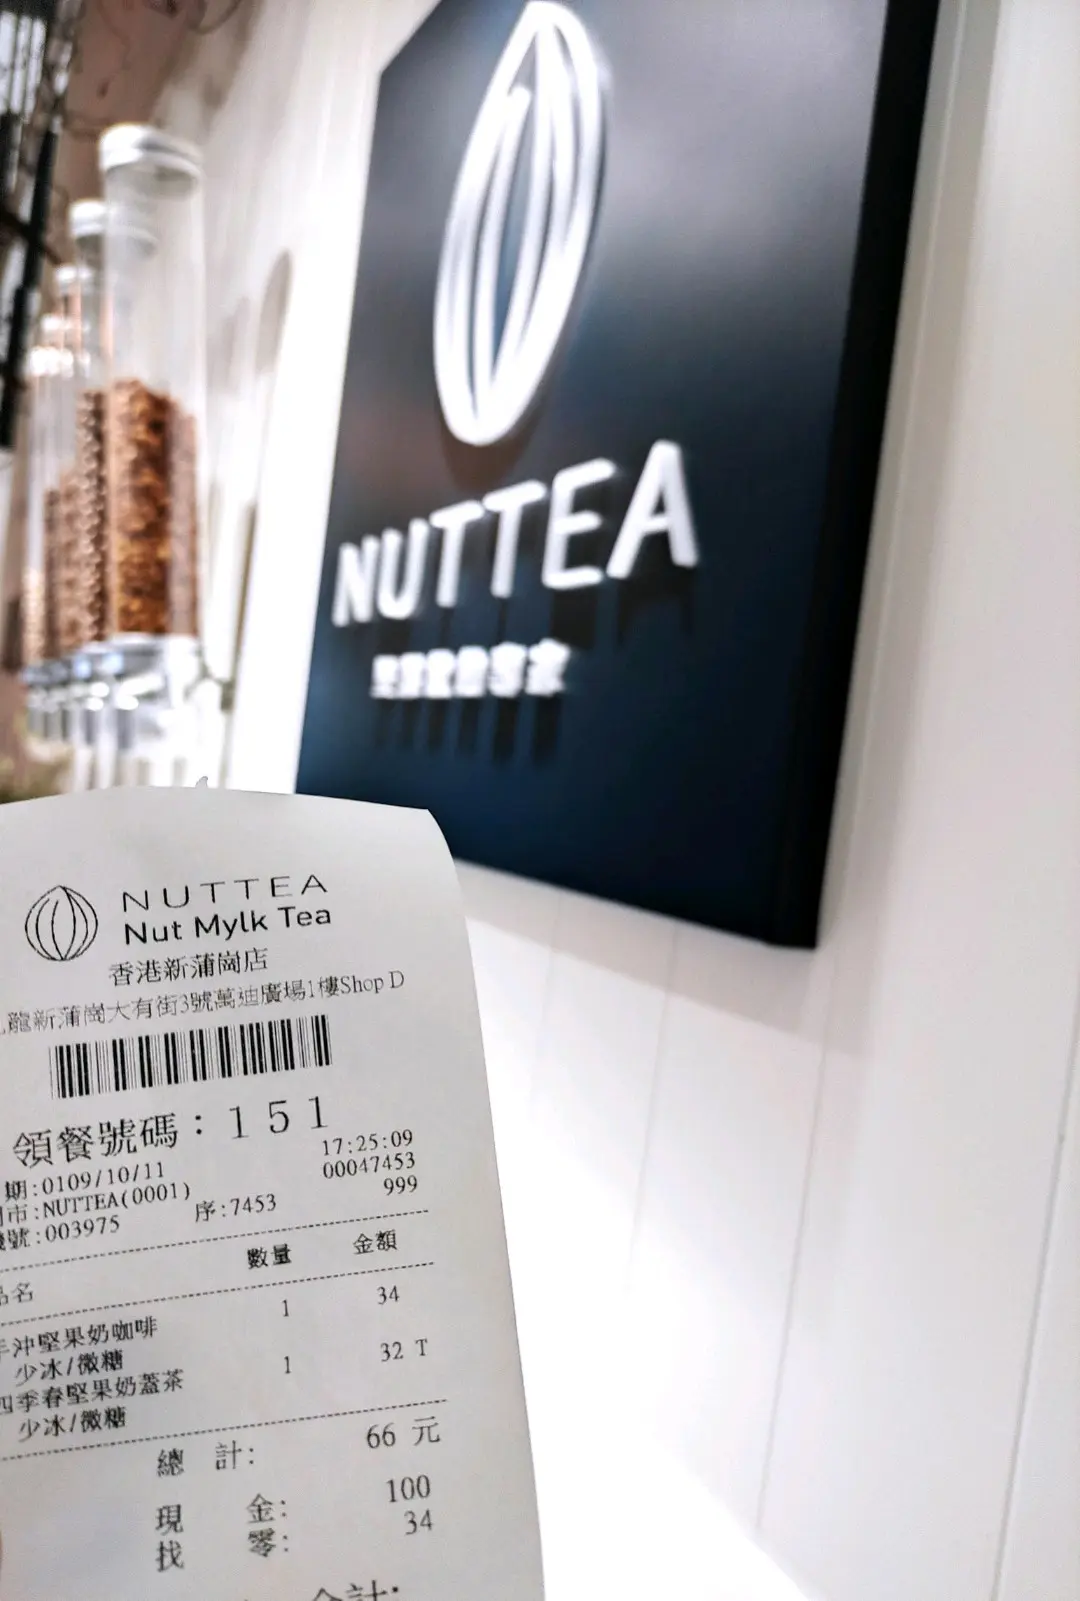 NUTTEA
NUTTEA
Nut Mylk Tea
香港新蒲崗店
龍新蒲崗大有街3號萬迪廣場1樓Shop D
領餐號碼:151
期:0109/10/11 17:25:09
市:NUTTEA(0001) 00047453
號:003975 序:7453 999
品名 數量 金額
手沖堅果奶咖啡 1 34
少冰/微糖
四季春堅果奶蓋茶 1 32 T
少冰/微糖
總 計: 66 元
現 金: 100
找 零: 34
合計: